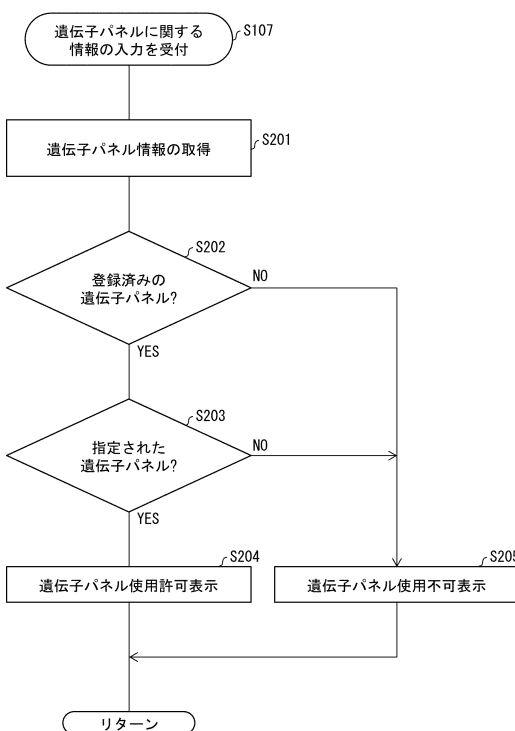 遺伝子パネルに関する
情報の入力を受付
S107
遺伝子パネル情報の取得
S201
S202
登録済みの
遺伝子パネル?
NO
YES
S203
指定された
遺伝子パネル?
NO
YES
S204
遺伝子パネル使用許可表示
S205
遺伝子パネル使用不可表示
リターン